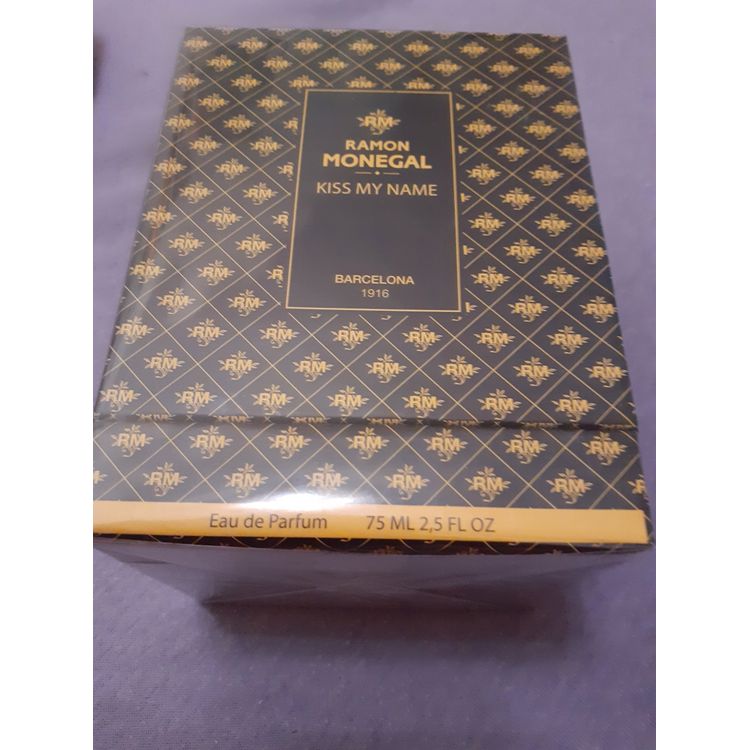 RM
RAMON
MONEGAL
KISS MY NAME
BARCELONA
1916
Eau de Parfum 75 ML 2,5 FL OZ